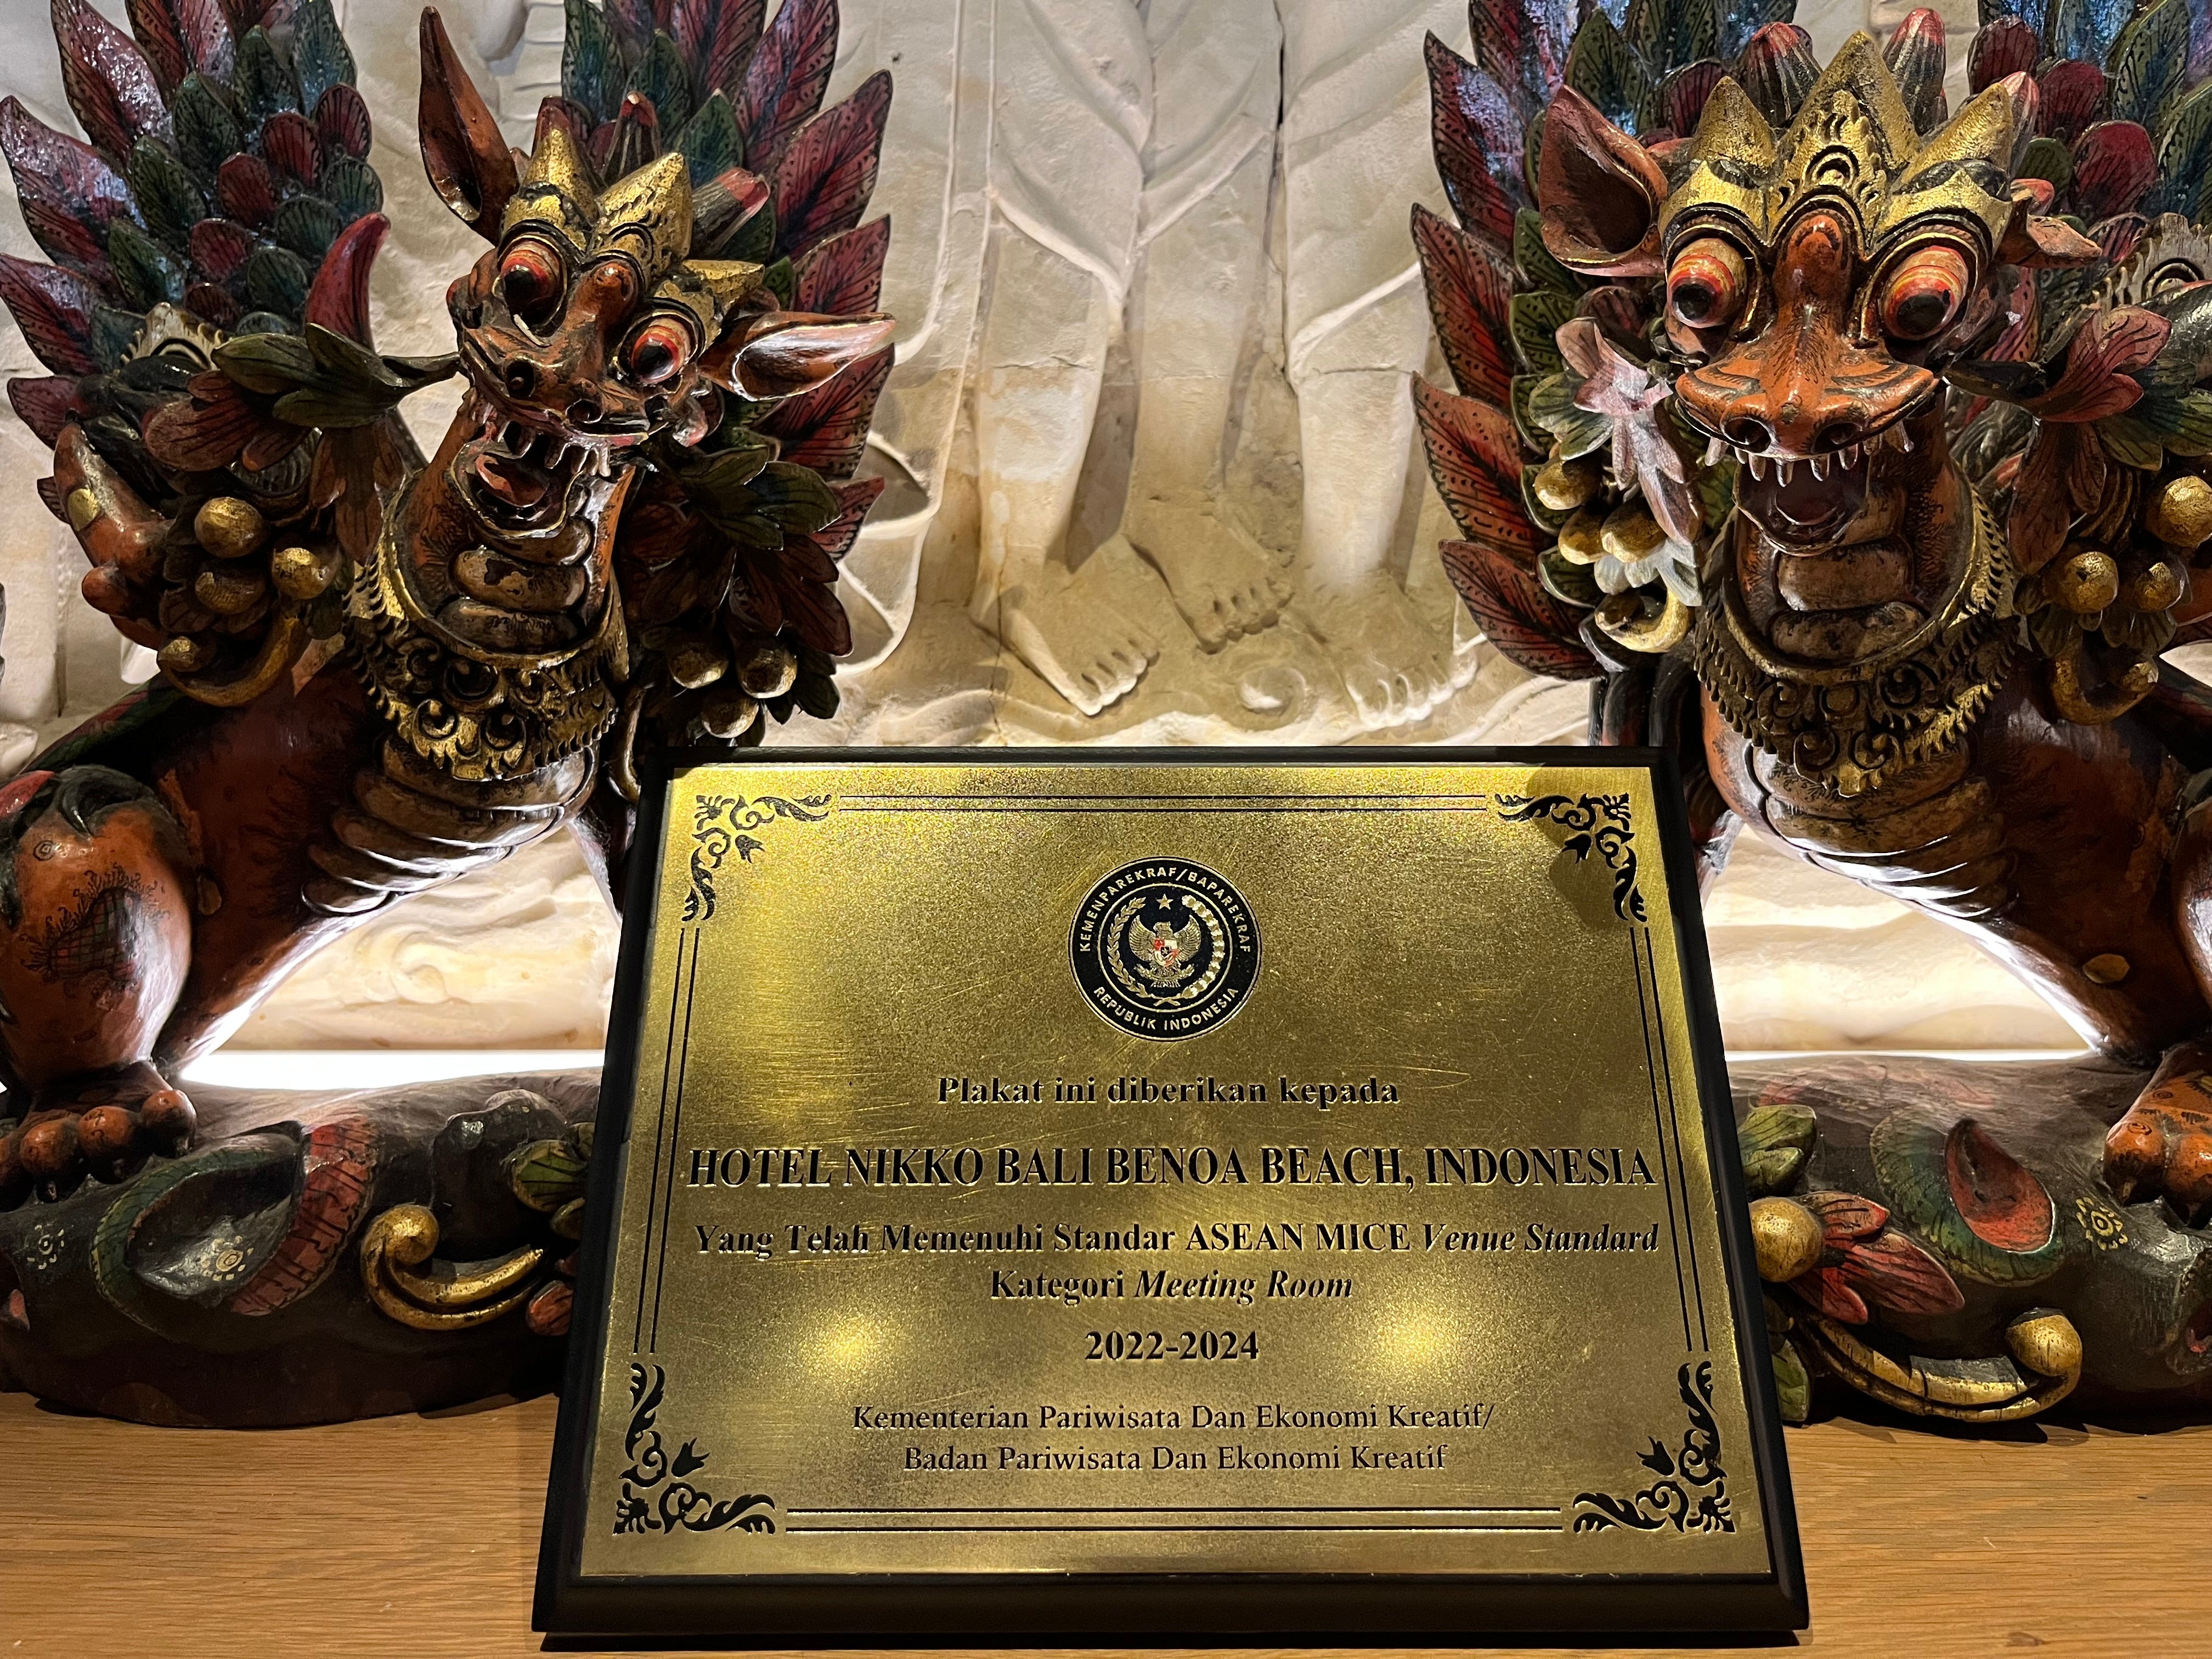 KEMENPAREKRAF/BAPAREKRAF
REPUBLIK INDONESIA
Plakat ini diberikan kepada
HOTEL NIKKO BALI BENOA BEACH, INDONESIA
Yang Telah Memenuhi Standar ASEAN MICE Venue Standard
Kategori Meeting Room
2022-2024
Kementerian Pariwisata Dan Ekonomi Kreatif/
Badan Pariwisata Dan Ekonomi Kreatif